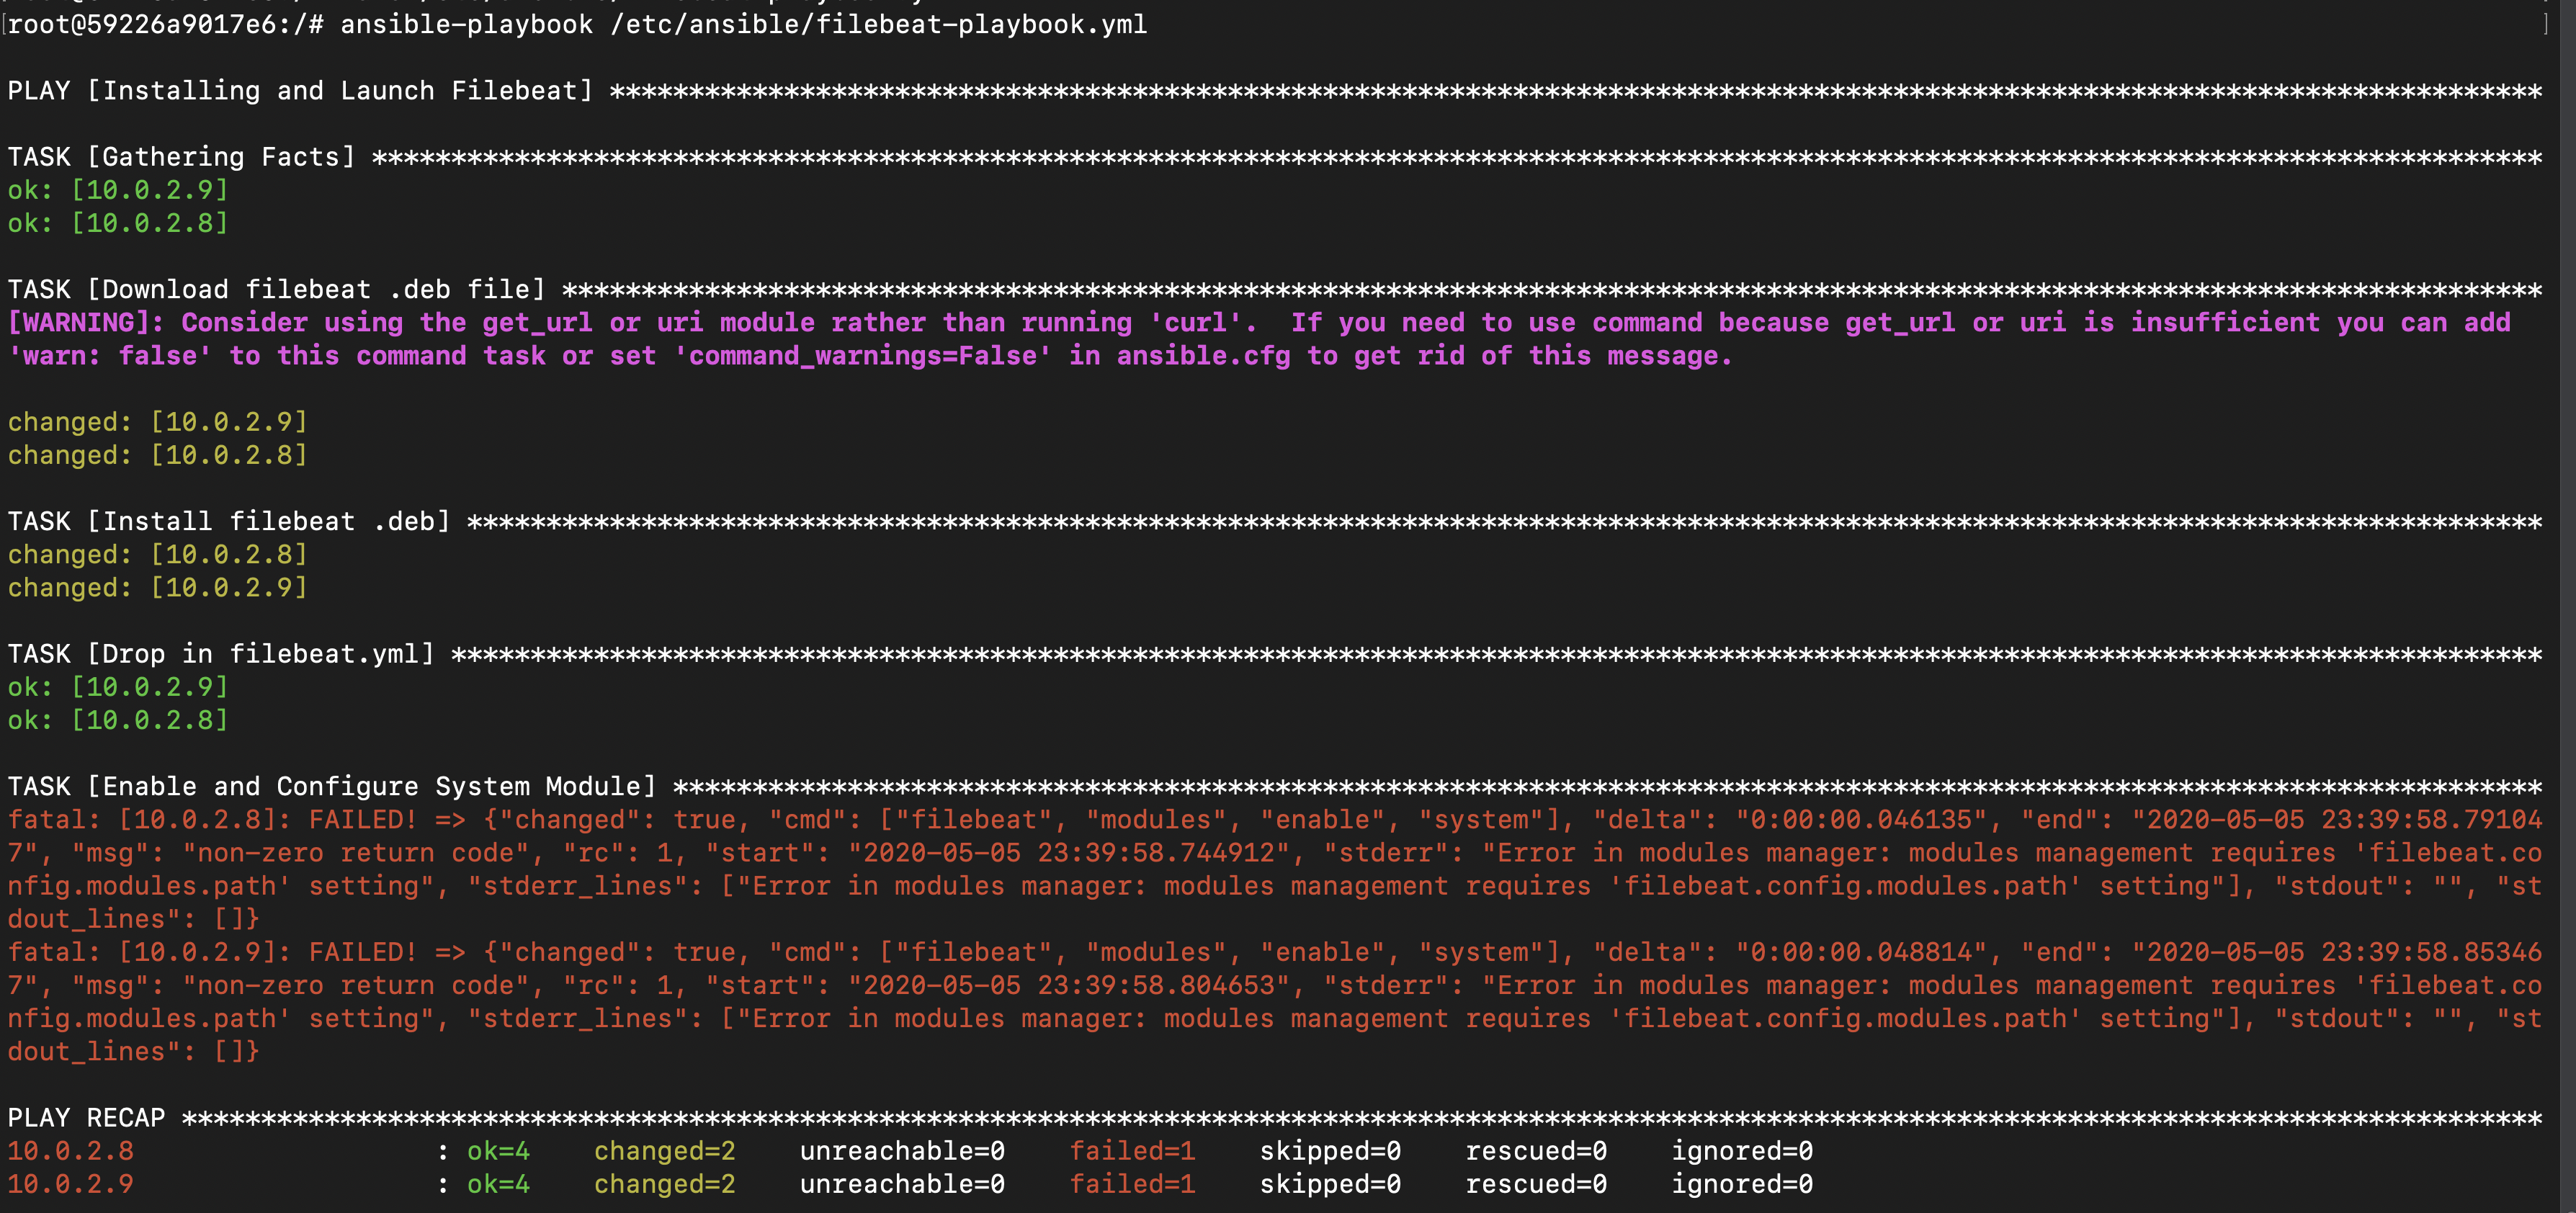 [root@59226a9017e6:/# ansible-playbook /etc/ansible/filebeat-playbook.yml ]
PLAY [Installing and Launch Filebeat] **************************************************************************************************************************
TASK [Gathering Facts] *****************************************************************************************************************************************
ok: [10.0.2.9]
ok: [10.0.2.8]
TASK [Download filebeat .deb file] *****************************************************************************************************************************
[WARNING]: Consider using the get_url or uri module rather than running 'curl'.  If you need to use command because get_url or uri is insufficient you can add
'warn: false' to this command task or set 'command_warnings=False' in ansible.cfg to get rid of this message.
changed: [10.0.2.9]
changed: [10.0.2.8]
TASK [Install filebeat .deb] ***********************************************************************************************************************************
changed: [10.0.2.8]
changed: [10.0.2.9]
TASK [Drop in filebeat.yml] ************************************************************************************************************************************
ok: [10.0.2.9]
ok: [10.0.2.8]
TASK [Enable and Configure System Module] **********************************************************************************************************************
fatal: [10.0.2.8]: FAILED! => {"changed": true, "cmd": ["filebeat", "modules", "enable", "system"], "delta": "0:00:00.046135", "end": "2020-05-05 23:39:58.79104
7", "msg": "non-zero return code", "rc": 1, "start": "2020-05-05 23:39:58.744912", "stderr": "Error in modules manager: modules management requires 'filebeat.co
nfig.modules.path' setting", "stderr_lines": ["Error in modules manager: modules management requires 'filebeat.config.modules.path' setting"], "stdout": "", "st
dout_lines": []}
fatal: [10.0.2.9]: FAILED! => {"changed": true, "cmd": ["filebeat", "modules", "enable", "system"], "delta": "0:00:00.048814", "end": "2020-05-05 23:39:58.85346
7", "msg": "non-zero return code", "rc": 1, "start": "2020-05-05 23:39:58.804653", "stderr": "Error in modules manager: modules management requires 'filebeat.co
nfig.modules.path' setting", "stderr_lines": ["Error in modules manager: modules management requires 'filebeat.config.modules.path' setting"], "stdout": "", "st
dout_lines": []}
PLAY RECAP *****************************************************************************************************************************************************
10.0.2.8                   : ok=4    changed=2    unreachable=0    failed=1    skipped=0    rescued=0    ignored=0
10.0.2.9                   : ok=4    changed=2    unreachable=0    failed=1    skipped=0    rescued=0    ignored=0